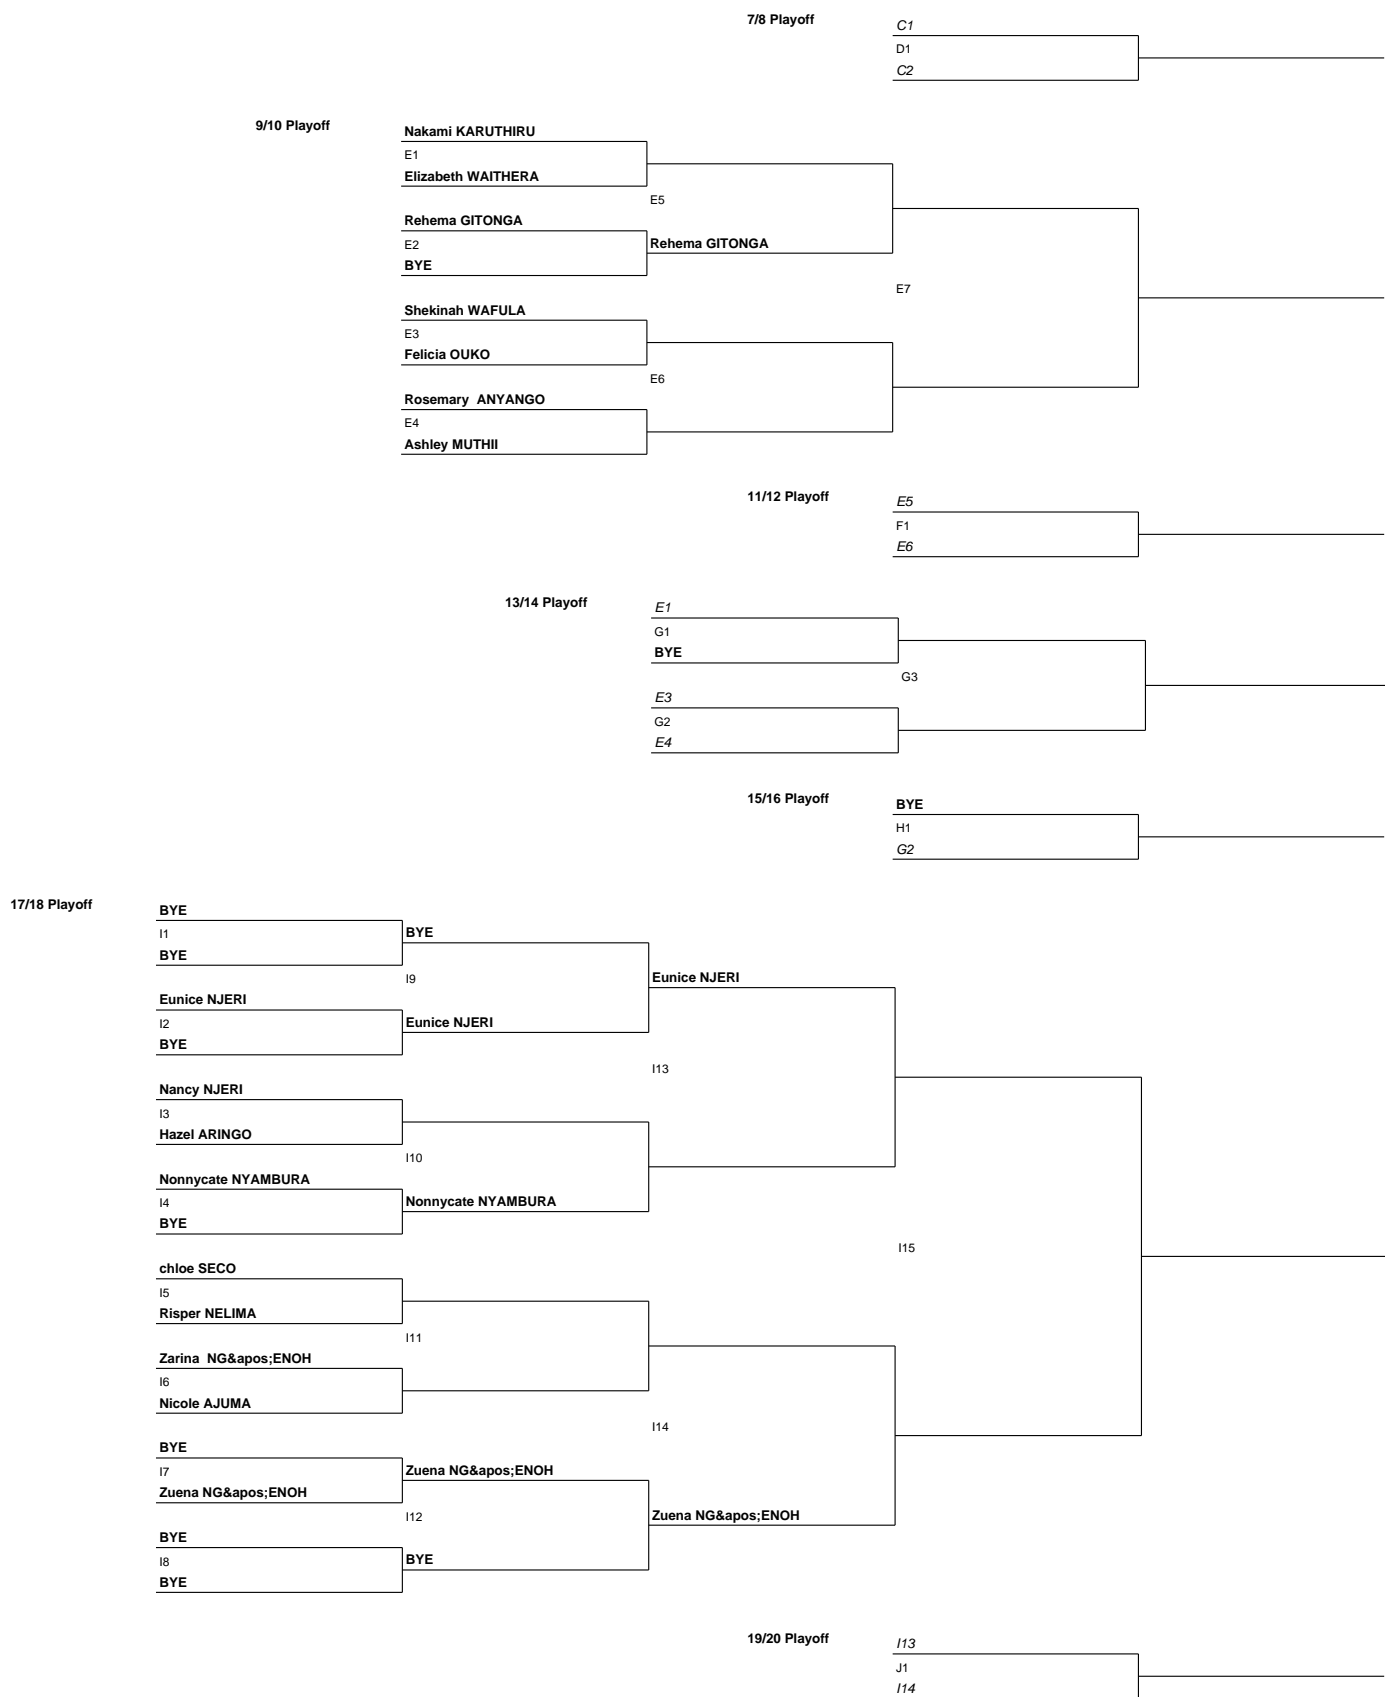 7/8 Playoff
C1
D1
C2
9/10 Playoff
Nakami KARUTHIRU
E1
Elizabeth WAITHERA
E5
Rehema GITONGA
E2
Rehema GITONGA
BYE
E7
Shekinah WAFULA
E3
Felicia OUKO
E6
Rosemary  ANYANGO
E4
Ashley MUTHII
11/12 Playoff
E5
F1
E6
13/14 Playoff
E1
G1
BYE
G3
E3
G2
E4
15/16 Playoff
BYE
H1
G2
17/18 Playoff
BYE
I1
BYE
BYE
I9
Eunice NJERI
Eunice NJERI
I2
Eunice NJERI
BYE
I13
Nancy NJERI
I3
Hazel ARINGO
I10
Nonnycate NYAMBURA
I4
Nonnycate NYAMBURA
BYE
I15
chloe SECO
I5
Risper NELIMA
I11
Zarina  NG&apos;ENOH
I6
Nicole AJUMA
I14
BYE
I7
Zuena NG&apos;ENOH
Zuena NG&apos;ENOH
I12
Zuena NG&apos;ENOH
BYE
I8
BYE
BYE
19/20 Playoff
I13
J1
I14